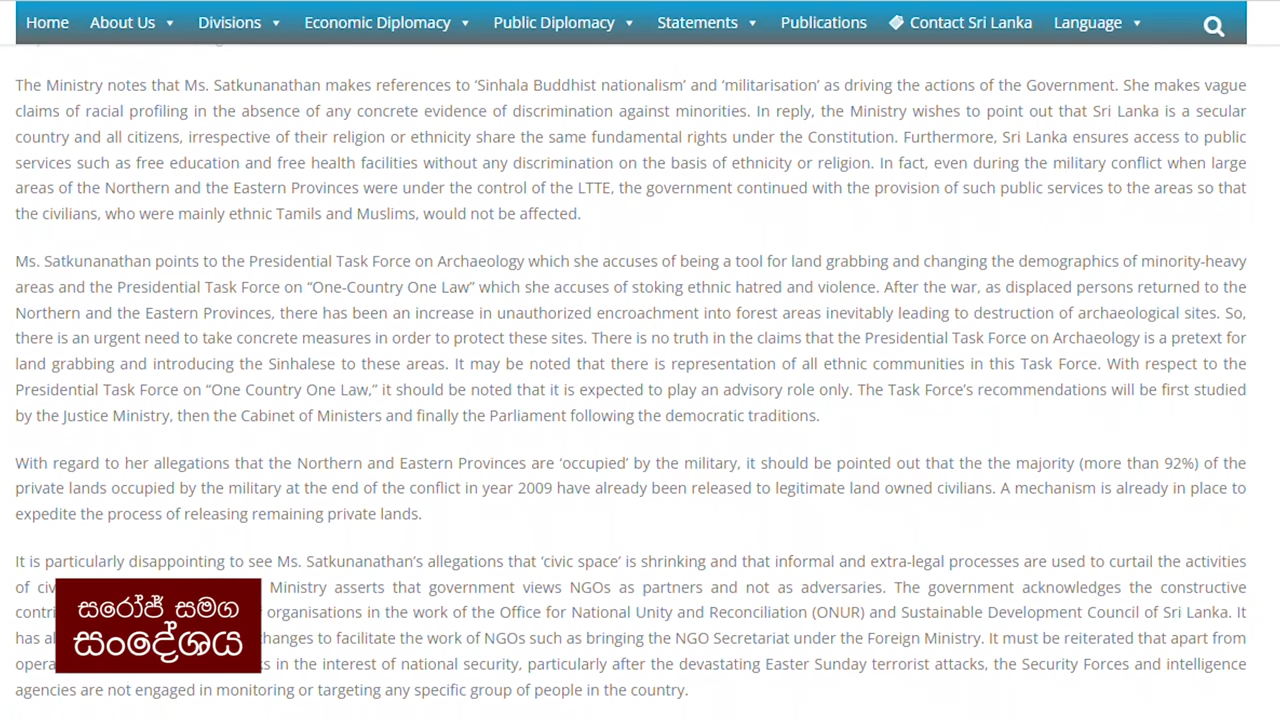 Home About Us Divisions Economic Diplomacy Public Diplomacy Statements Publications Contact Sri Lanka Language
The Ministry notes that Ms. Satkunanathan makes references to ‘Sinhala Buddhist nationalism’ and ‘militarisation’ as driving the actions of the Government. She makes vague
claims of racial profiling in the absence of any concrete evidence of discrimination against minorities. In reply, the Ministry wishes to point out that Sri Lanka is a secular
country and all citizens, irrespective of their religion or ethnicity share the same fundamental rights under the Constitution. Furthermore, Sri Lanka ensures access to public
services such as free education and free health facilities without any discrimination on the basis of ethnicity or religion. In fact, even during the military conflict when large
areas of the Northern and the Eastern Provinces were under the control of the LTTE, the government continued with the provision of such public services to the areas so that
the civilians, who were mainly ethnic Tamils and Muslims, would not be affected.
Ms. Satkunanathan points to the Presidential Task Force on Archaeology which she accuses of being a tool for land grabbing and changing the demographics of minority-heavy
areas and the Presidential Task Force on “One-Country One Law” which she accuses of stoking ethnic hatred and violence. After the war, as displaced persons returned to the
Northern and the Eastern Provinces, there has been an increase in unauthorized encroachment into forest areas inevitably leading to destruction of archaeological sites. So,
there is an urgent need to take concrete measures in order to protect these sites. There is no truth in the claims that the Presidential Task Force on Archaeology is a pretext for
land grabbing and introducing the Sinhalese to these areas. It may be noted that there is representation of all ethnic communities in this Task Force. With respect to the
Presidential Task Force on “One Country One Law,” it should be noted that it is expected to play an advisory role only. The Task Force’s recommendations will be first studied
by the Justice Ministry, then the Cabinet of Ministers and finally the Parliament following the democratic traditions.
With regard to her allegations that the Northern and Eastern Provinces are ‘occupied’ by the military, it should be pointed out that the the majority (more than 92%) of the
private lands occupied by the military at the end of the conflict in year 2009 have already been released to legitimate land owned civilians. A mechanism is already in place to
expedite the process of releasing remaining private lands.
It is particularly disappointing to see Ms. Satkunanathan’s allegations that ‘civic space’ is shrinking and that informal and extra-legal processes are used to curtail the activities
of Ministry asserts that government views NGOs as partners and not as adversaries. The government acknowledges the constructive
organisations in the work of the Office for National Unity and Reconciliation (ONUR) and Sustainable Development Council of Sri Lanka. It
has to facilitate the work of NGOs such as bringing the NGO Secretariat under the Foreign Ministry. It must be reiterated that apart from
in the interest of national security, particularly after the devastating Easter Sunday terrorist attacks, the Security Forces and intelligence
agencies are not engaged in monitoring or targeting any specific group of people in the country.
සරෝජ් සමග
සංදේශය